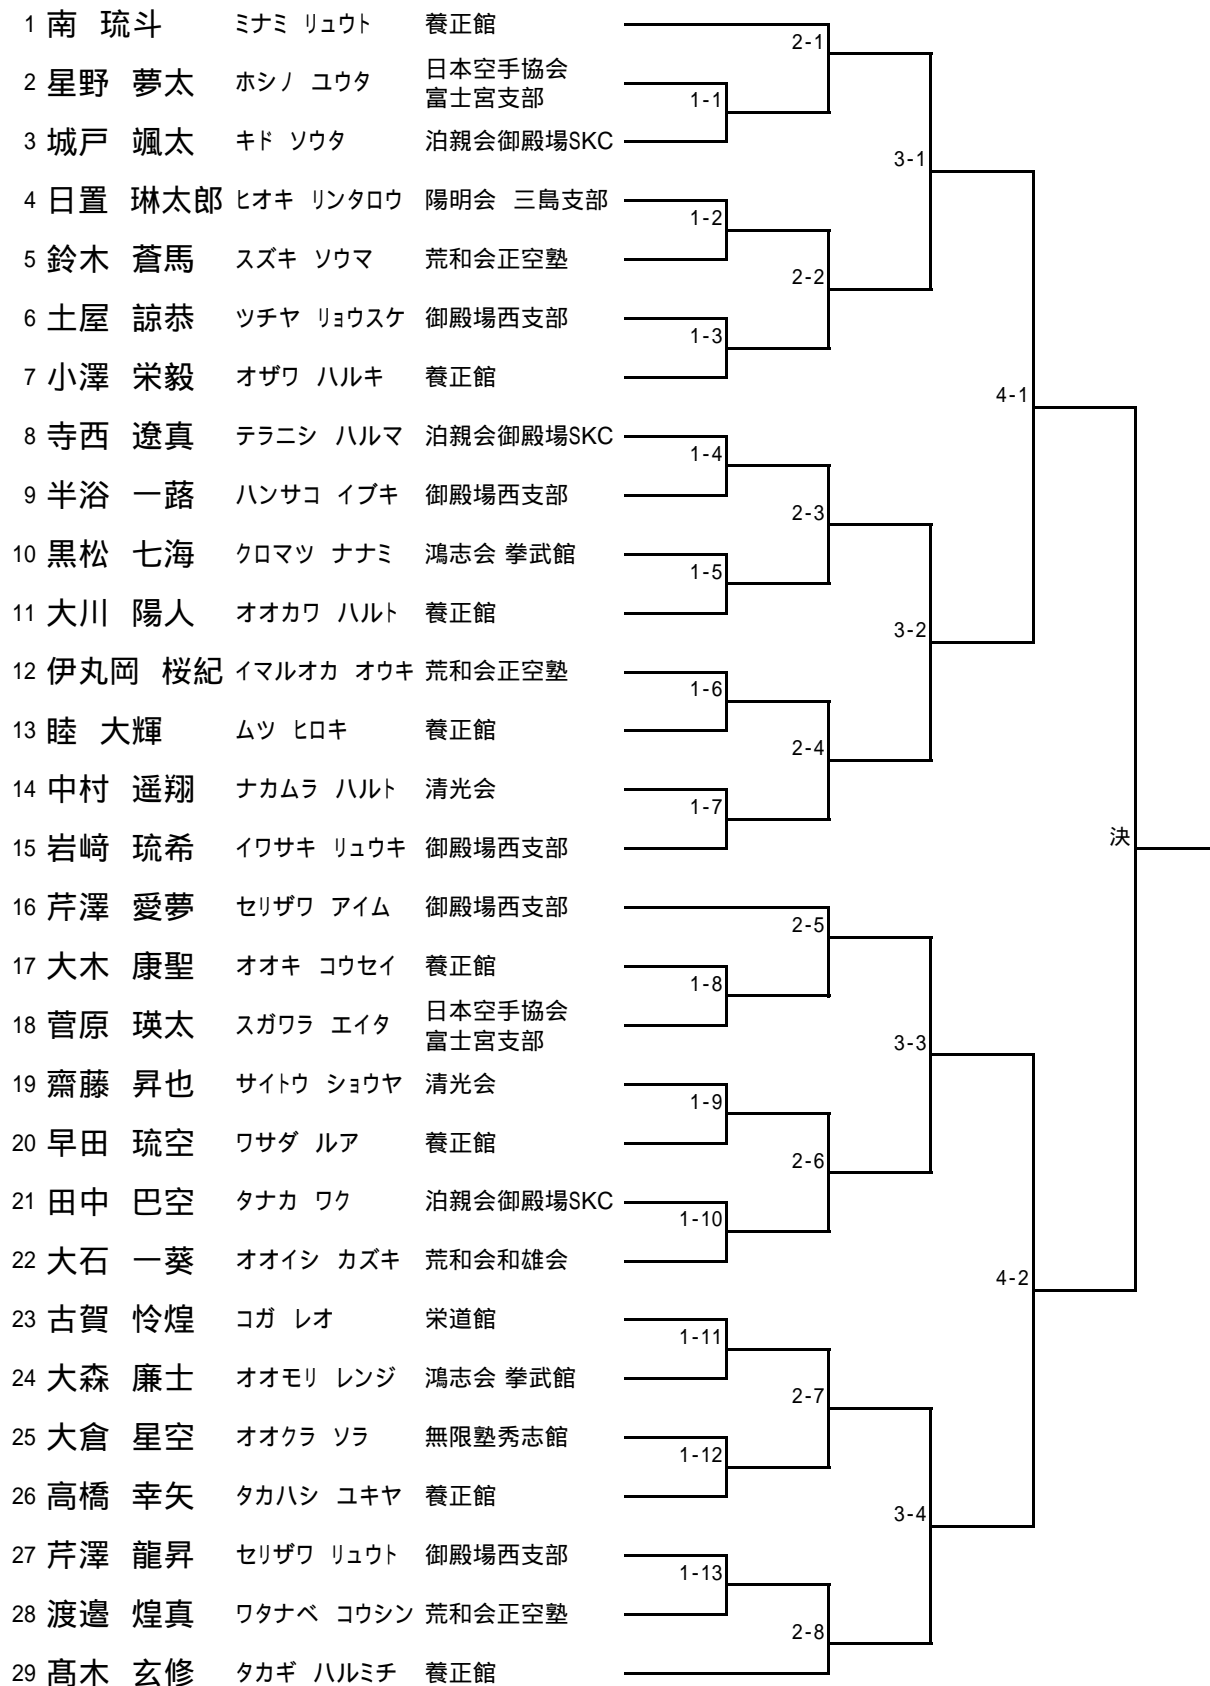 1 南 琉斗 ミナミ リュウト 養正館
2-1
2 星野 夢太 ホシノ ユウタ 日本空手協会
富士宮支部
1-1
3 城戸 颯太 キド ソウタ 泊親会御殿場SKC
3-1
4 日置 琳太郎 ヒオキ リンタロウ 陽明会 三島支部
1-2
5 鈴木 蒼馬 スズキ ソウマ 荒和会正空塾
2-2
6 土屋 諒恭 ツチヤ リョウスケ 御殿場西支部
1-3
7 小澤 栄毅 オザワ ハルキ 養正館
4-1
8 寺西 遼真 テラニシ ハルマ 泊親会御殿場SKC
1-4
9 半浴 一蕗 ハンサコ イブキ 御殿場西支部
2-3
10 黒松 七海 クロマツ ナナミ 鴻志会 拳武館
1-5
11 大川 陽人 オオカワ ハルト 養正館
3-2
12 伊丸岡 桜紀 イマルオカ オウキ 荒和会正空塾
1-6
13 睦 大輝 ムツ ヒロキ 養正館
2-4
14 中村 遥翔 ナカムラ ハルト 清光会
1-7
15 岩﨑 琉希 イワサキ リュウキ 御殿場西支部
決
16 芹澤 愛夢 セリザワ アイム 御殿場西支部
2-5
17 大木 康聖 オオキ コウセイ 養正館
1-8
18 菅原 瑛太 スガワラ エイタ 日本空手協会
富士宮支部
3-3
19 齋藤 昇也 サイトウ ショウヤ 清光会
1-9
20 早田 琉空 ワサダ ルア 養正館
2-6
21 田中 巴空 タナカ ワク 泊親会御殿場SKC
1-10
22 大石 一葵 オオイシ カズキ 荒和会和雄会
4-2
23 古賀 怜煌 コガ レオ 栄道館
1-11
24 大森 廉士 オオモリ レンジ 鴻志会 拳武館
2-7
25 大倉 星空 オオクラ ソラ 無限塾秀志館
1-12
26 高橋 幸矢 タカハシ ユキヤ 養正館
3-4
27 芹澤 龍昇 セリザワ リュウト 御殿場西支部
1-13
28 渡邉 煌真 ワタナベ コウシン 荒和会正空塾
2-8
29 髙木 玄修 タカギ ハルミチ 養正館